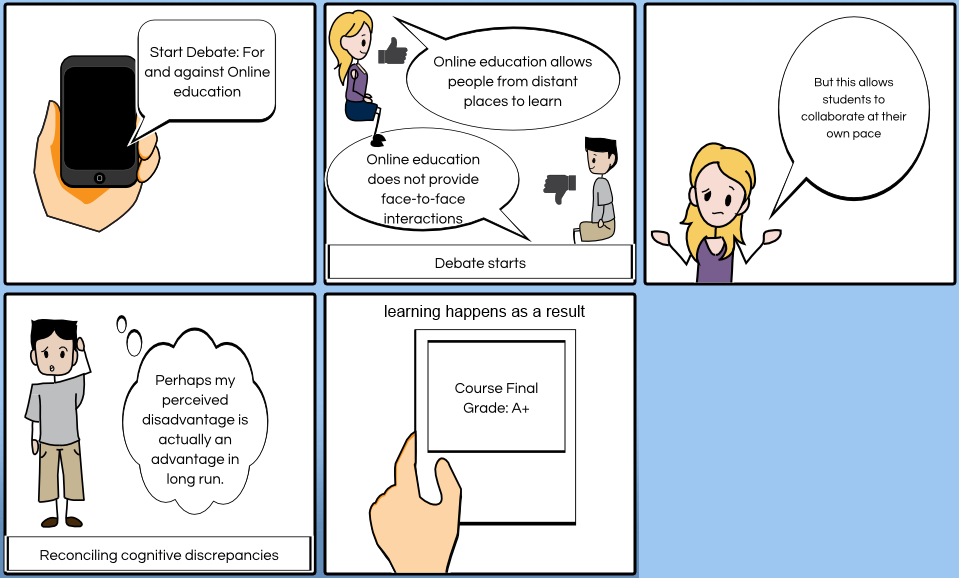 Start Debate: For
and against Online
education
Online education allows
people from distant
places to learn
Online education
does not provide
face-to-face
interactions
Debate starts
But this allows
students to
collaborate at their
own pace
Perhaps my
perceived
disadvantage is
actually an
advantage in
long run.
Reconciling cognitive discrepancies
learning happens as a result
Course Final
Grade: A+